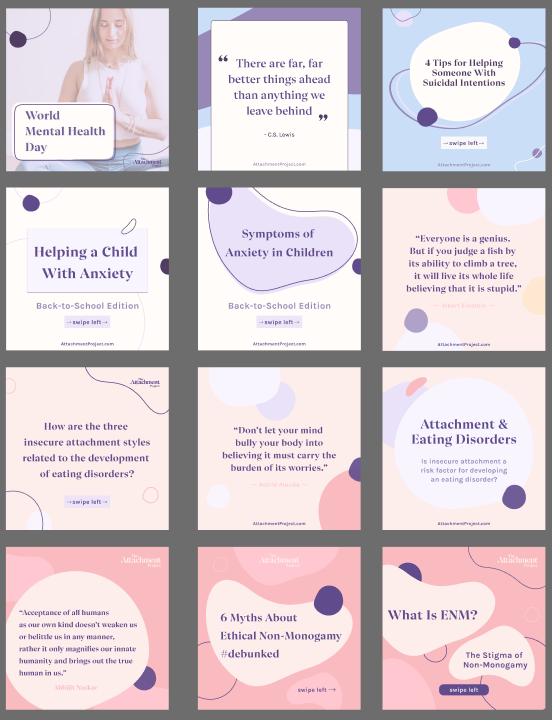 World
Mental Health
Day
The
Attachment
Project
“ There are far, far
better things ahead
than anything we
leave behind ”
- C.S. Lewis
AttachmentProject.com
4 Tips for Helping
Someone With
Suicidal Intentions
→swipe left→
AttachmentProject.com
Helping a Child
With Anxiety
Back-to-School Edition
→swipe left→
AttachmentProject.com
Symptoms of
Anxiety in Children
Back-to-School Edition
→swipe left→
AttachmentProject.com
“Everyone is a genius.
But if you judge a fish by
its ability to climb a tree,
it will live its whole life
believing that it is stupid.”
— Albert Einstein —
AttachmentProject.com
The
Attachment
Project
How are the three
insecure attachment styles
related to the development
of eating disorders?
→swipe left→
“Don't let your mind
bully your body into
believing it must carry the
burden of its worries.”
— Astrid Alauda —
AttachmentProject.com
Attachment &
Eating Disorders
Is insecure attachment a
risk factor for developing
an eating disorder?
AttachmentProject.com
The
Attachment
Project
“Acceptance of all humans
as our own kind doesn't weaken us
or belittle us in any manner,
rather it only magnifies our innate
humanity and brings out the true
human in us.”
Abhijit Naskar
The
Attachment
Project
6 Myths About
Ethical Non-Monogamy
#debunked
swipe left →
The
Attachment
Project
What Is ENM?
The Stigma of
Non-Monogamy
swipe left